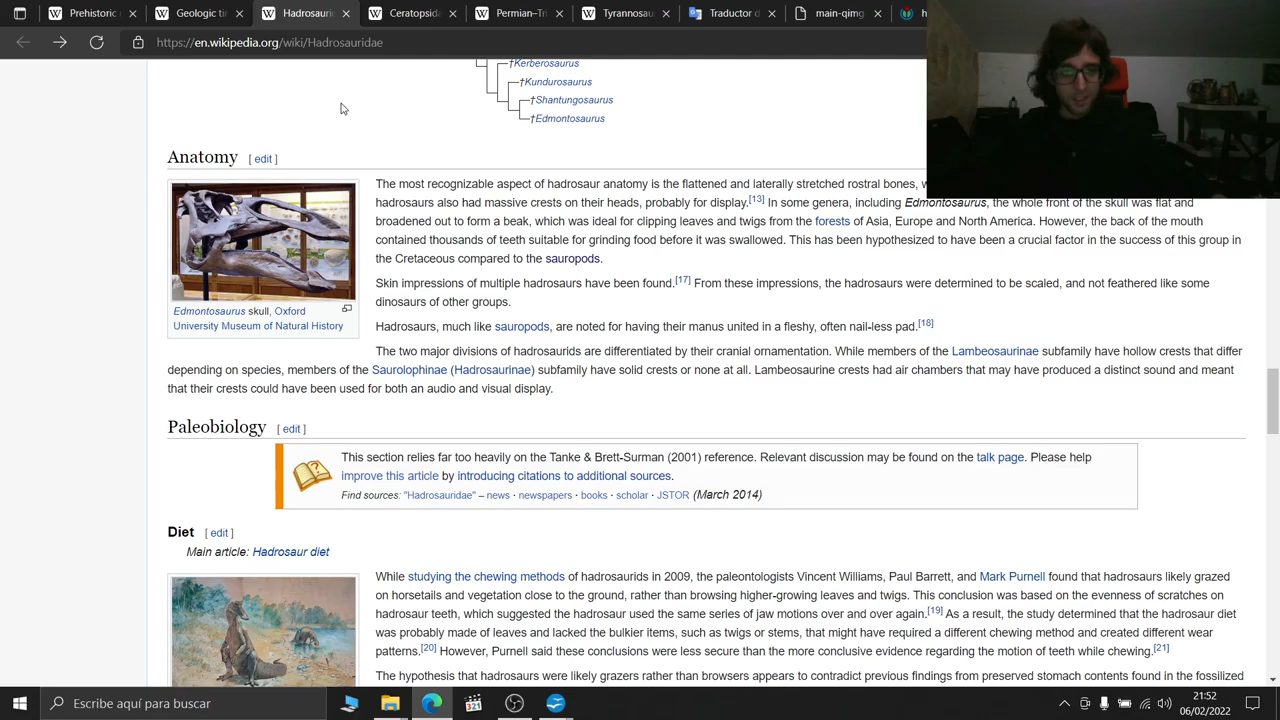 Prehistoric
Geologic tir
Hadrosauric
Ceratopsida
Permian–Tri
Tyrannosau
Traductor d
main-qimg
h
https://en.wikipedia.org/wiki/Hadrosauridae
†Kerberosaurus
†Kundurosaurus
†Shantungosaurus
†Edmontosaurus
Anatomy [ edit ]
Edmontosaurus skull, Oxford
University Museum of Natural History
The most recognizable aspect of hadrosaur anatomy is the flattened and laterally stretched rostral bones, w
hadrosaurs also had massive crests on their heads, probably for display.[13] In some genera, including Edmontosaurus, the whole front of the skull was flat and
broadened out to form a beak, which was ideal for clipping leaves and twigs from the forests of Asia, Europe and North America. However, the back of the mouth
contained thousands of teeth suitable for grinding food before it was swallowed. This has been hypothesized to have been a crucial factor in the success of this group in
the Cretaceous compared to the sauropods.
Skin impressions of multiple hadrosaurs have been found.[17] From these impressions, the hadrosaurs were determined to be scaled, and not feathered like some
dinosaurs of other groups.
Hadrosaurs, much like sauropods, are noted for having their manus united in a fleshy, often nail-less pad.[18]
The two major divisions of hadrosaurids are differentiated by their cranial ornamentation. While members of the Lambeosaurinae subfamily have hollow crests that differ
depending on species, members of the Saurolophinae (Hadrosaurinae) subfamily have solid crests or none at all. Lambeosaurine crests had air chambers that may have produced a distinct sound and meant
that their crests could have been used for both an audio and visual display.
Paleobiology [ edit ]
This section relies far too heavily on the Tanke & Brett-Surman (2001) reference. Relevant discussion may be found on the talk page. Please help
improve this article by introducing citations to additional sources.
Find sources: "Hadrosauridae" – news · newspapers · books · scholar · JSTOR (March 2014)
Diet [ edit ]
Main article: Hadrosaur diet
While studying the chewing methods of hadrosaurids in 2009, the paleontologists Vincent Williams, Paul Barrett, and Mark Purnell found that hadrosaurs likely grazed
on horsetails and vegetation close to the ground, rather than browsing higher-growing leaves and twigs. This conclusion was based on the evenness of scratches on
hadrosaur teeth, which suggested the hadrosaur used the same series of jaw motions over and over again.[19] As a result, the study determined that the hadrosaur diet
was probably made of leaves and lacked the bulkier items, such as twigs or stems, that might have required a different chewing method and created different wear
patterns.[20] However, Purnell said these conclusions were less secure than the more conclusive evidence regarding the motion of teeth while chewing.[21]
The hypothesis that hadrosaurs were likely grazers rather than browsers appears to contradict previous findings from preserved stomach contents found in the fossilized
Escribe aquí para buscar
321
21:52
06/02/2022